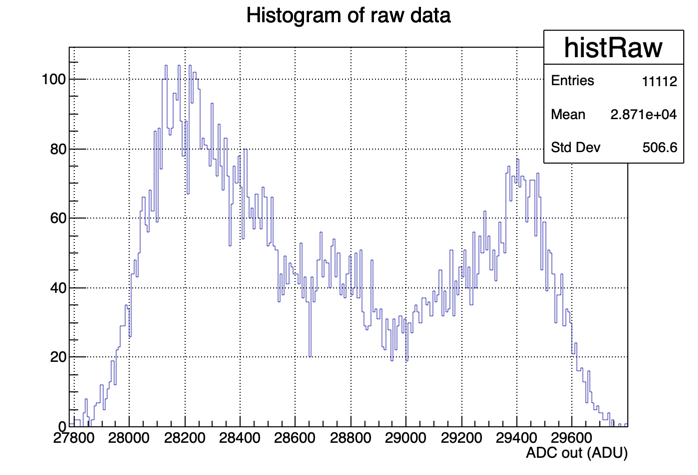 Histogram of raw data
histRaw
Entries 11112
Mean 2.871e+04
Std Dev 506.6
100
80
60
40
20
0
27800 28000 28200 28400 28600 28800 29000 29200 29400 29600
ADC out (ADU)